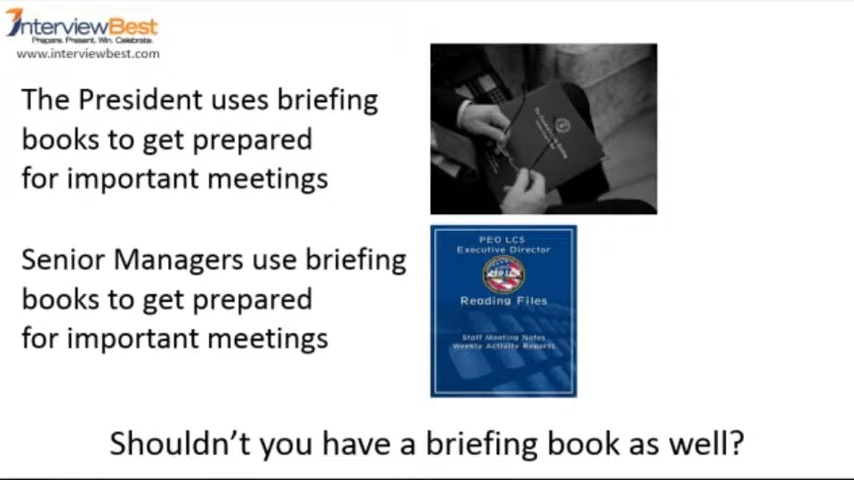 InterviewBest
Prepare. Present. Win. Celebrate.
www.interviewbest.com
The President uses briefing
books to get prepared
for important meetings
Senior Managers use briefing
books to get prepared
for important meetings
PEO LCS
Executive Director
Reading Files
Staff Meeting Notes
Weekly Activity Reports
Shouldn't you have a briefing book as well?